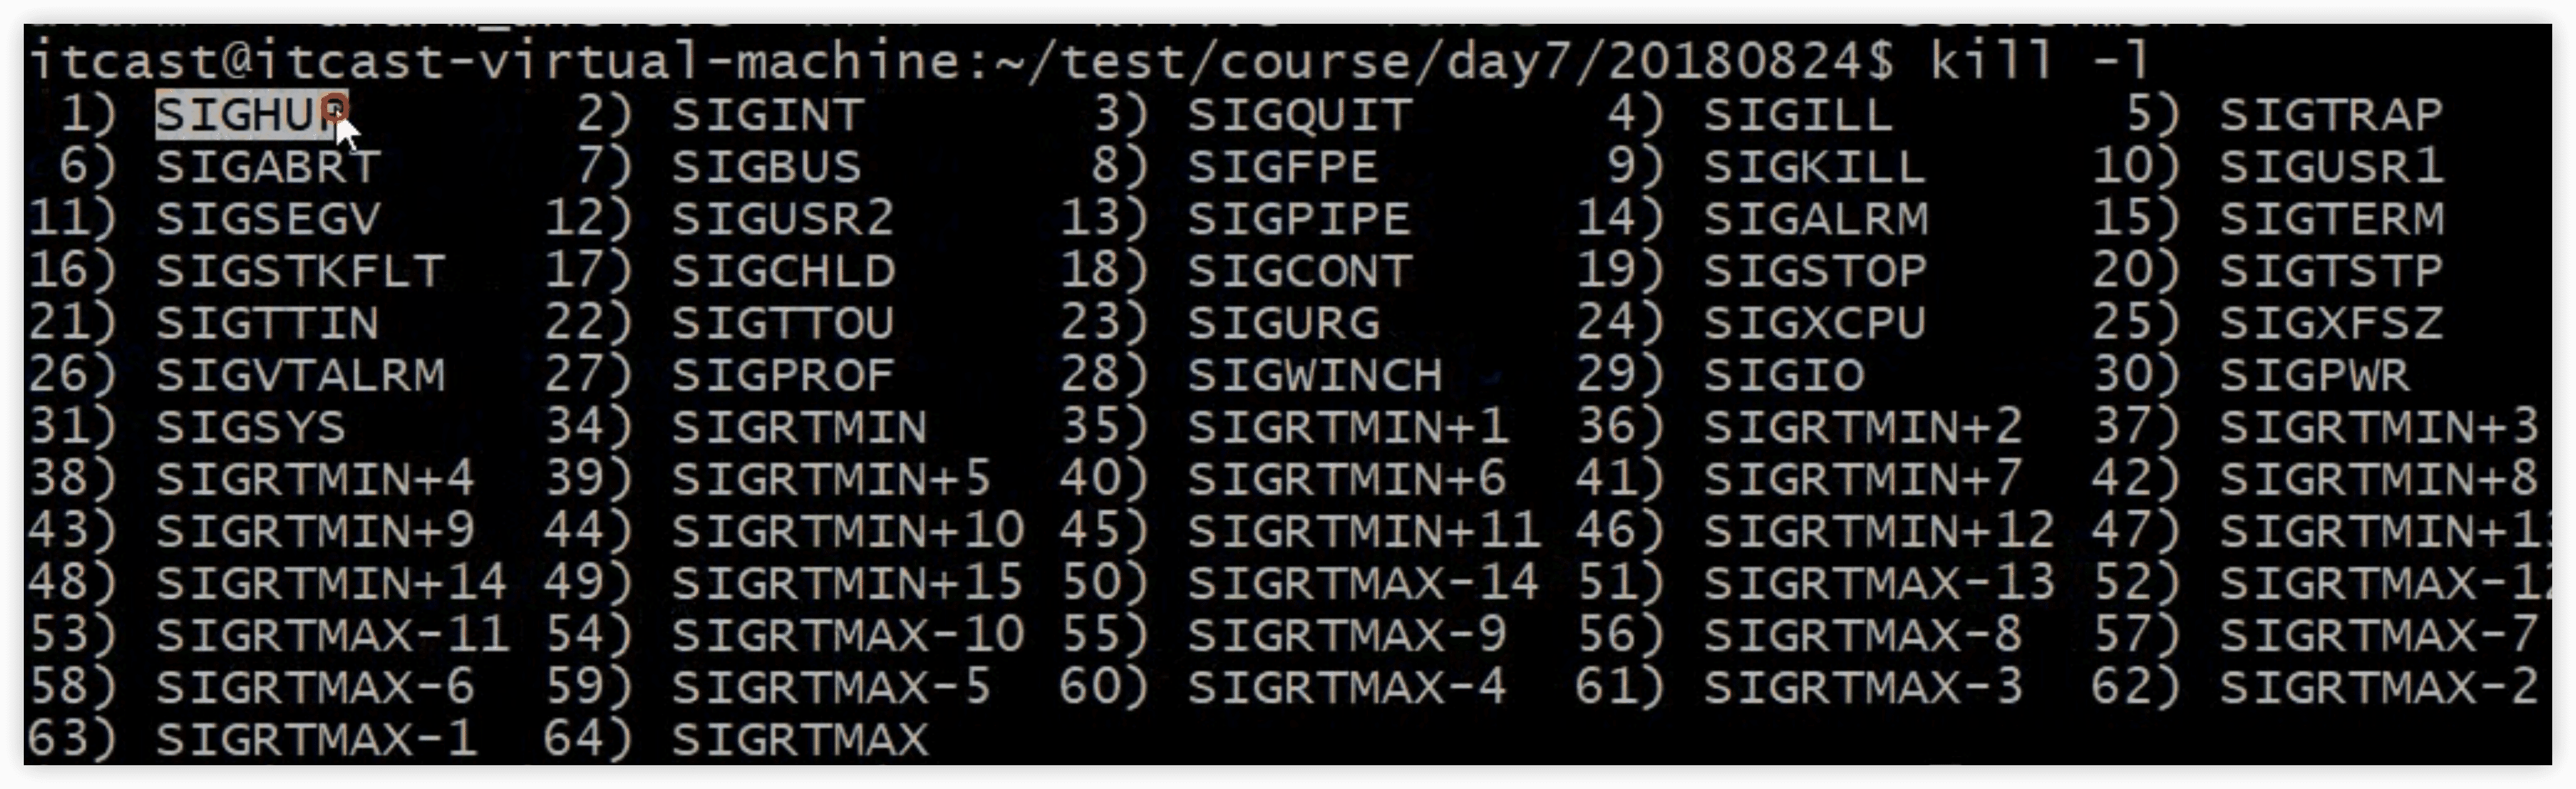 itcast@itcast-virtual-machine:~/test/course/day7/20180824$ kill -l
1) SIGHUP 2) SIGINT 3) SIGQUIT 4) SIGILL 5) SIGTRAP
6) SIGABRT 7) SIGBUS 8) SIGFPE 9) SIGKILL 10) SIGUSR1
11) SIGSEGV 12) SIGUSR2 13) SIGPIPE 14) SIGALRM 15) SIGTERM
16) SIGSTKFLT 17) SIGCHLD 18) SIGCONT 19) SIGSTOP 20) SIGTSTP
21) SIGTTIN 22) SIGTTOU 23) SIGURG 24) SIGXCPU 25) SIGXFSZ
26) SIGVTALRM 27) SIGPROF 28) SIGWINCH 29) SIGIO 30) SIGPWR
31) SIGSYS 34) SIGRTMIN 35) SIGRTMIN+1 36) SIGRTMIN+2 37) SIGRTMIN+3
38) SIGRTMIN+4 39) SIGRTMIN+5 40) SIGRTMIN+6 41) SIGRTMIN+7 42) SIGRTMIN+8
43) SIGRTMIN+9 44) SIGRTMIN+10 45) SIGRTMIN+11 46) SIGRTMIN+12 47) SIGRTMIN+13
48) SIGRTMIN+14 49) SIGRTMIN+15 50) SIGRTMAX-14 51) SIGRTMAX-13 52) SIGRTMAX-12
53) SIGRTMAX-11 54) SIGRTMAX-10 55) SIGRTMAX-9 56) SIGRTMAX-8 57) SIGRTMAX-7
58) SIGRTMAX-6 59) SIGRTMAX-5 60) SIGRTMAX-4 61) SIGRTMAX-3 62) SIGRTMAX-2
63) SIGRTMAX-1 64) SIGRTMAX